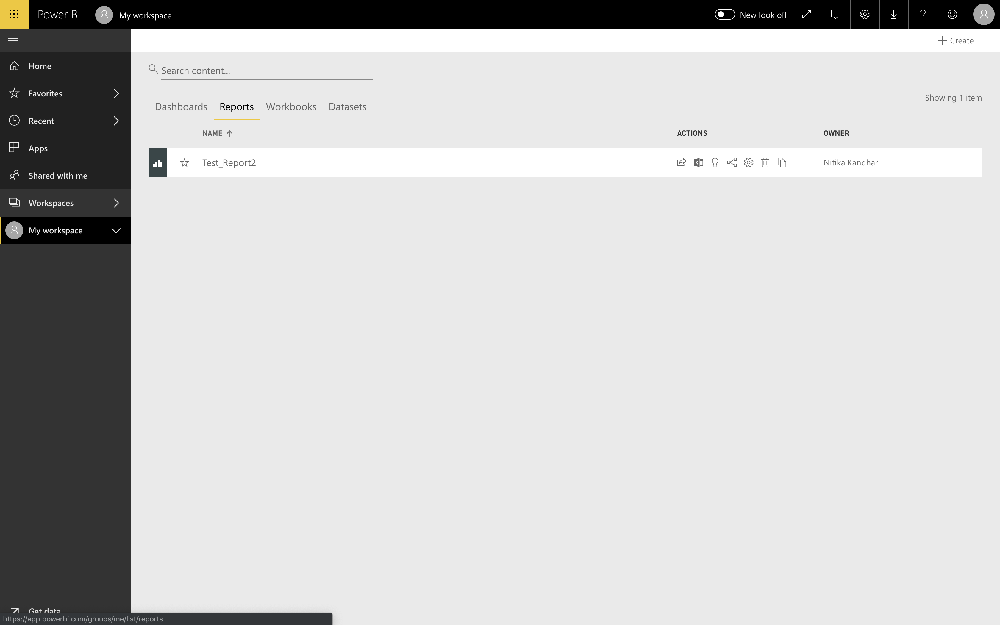 Power BI
My workspace
New look off
Create
Home
Favorites
Recent
Apps
Shared with me
Workspaces
My workspace
Search content...
Showing 1 item
Dashboards Reports Workbooks Datasets
NAME ACTIONS OWNER
Test_Report2 Nitika Kandhari
Get data
https://app.powerbi.com/groups/me/list/reports